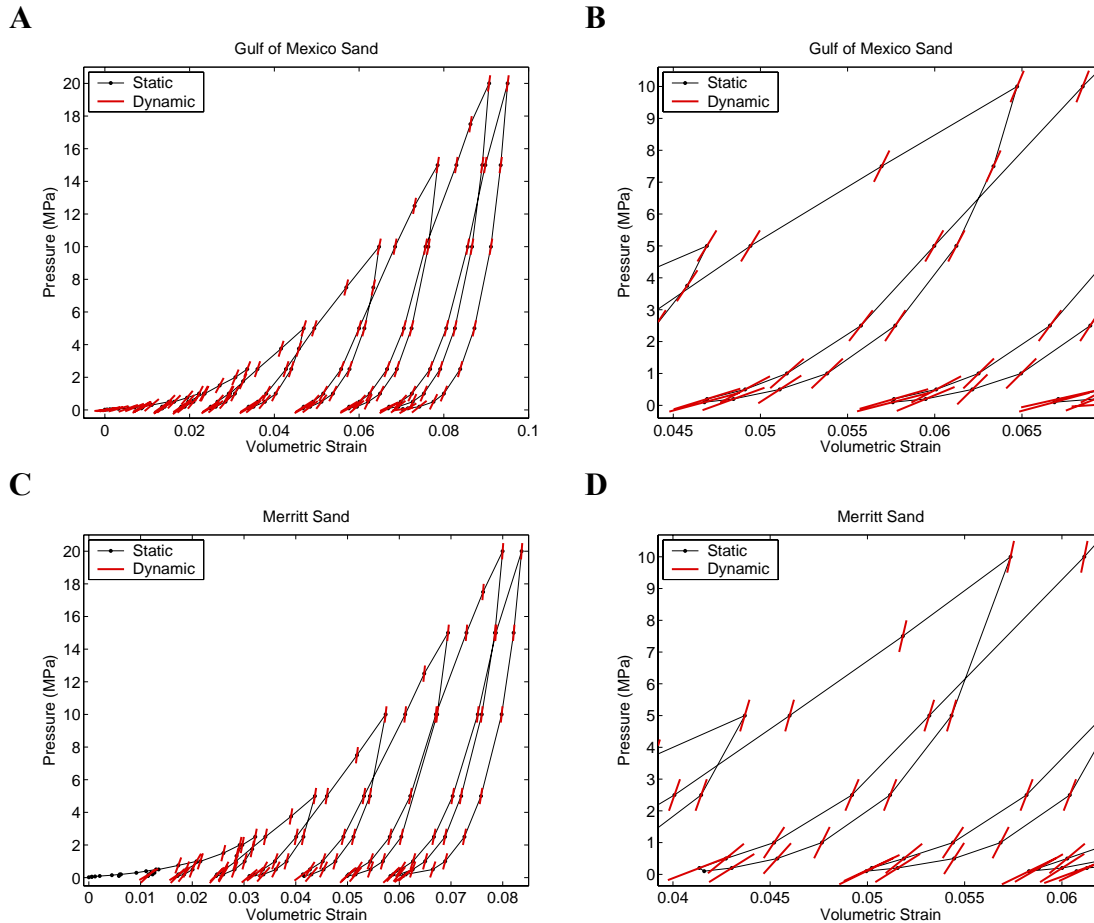 A
B
Gulf of Mexico Sand
Gulf of Mexico Sand
Static
Dynamic
Static
Dynamic
Pressure (MPa)
20
18
16
14
12
10
8
6
4
2
0
0 0.02 0.04 0.06 0.08 0.1
Volumetric Strain
Pressure (MPa)
10
9
8
7
6
5
4
3
2
1
0
0.045 0.05 0.055 0.06 0.065
Volumetric Strain
C
D
Merritt Sand
Merritt Sand
Static
Dynamic
Static
Dynamic
Pressure (MPa)
20
18
16
14
12
10
8
6
4
2
0
0 0.01 0.02 0.03 0.04 0.05 0.06 0.07 0.08
Volumetric Strain
Pressure (MPa)
10
9
8
7
6
5
4
3
2
1
0
0.04 0.045 0.05 0.055 0.06
Volumetric Strain